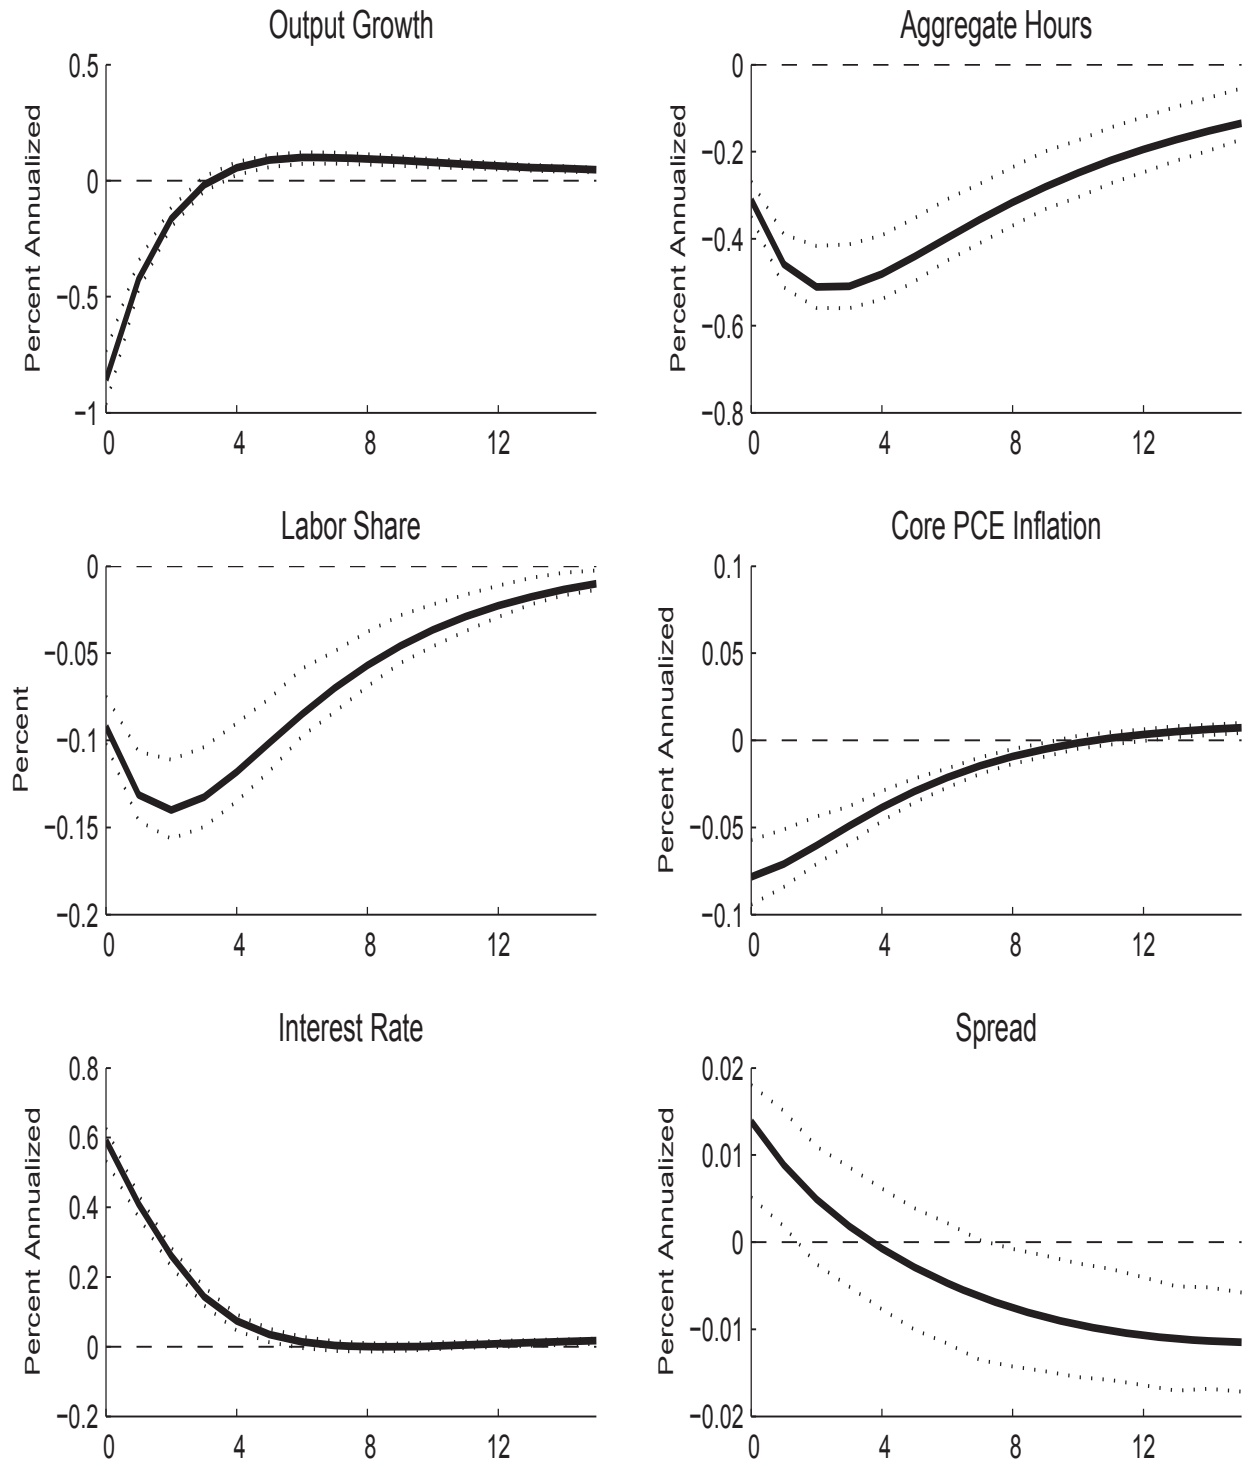 Output Growth
Percent Annualized
0.5
0
−0.5
−1
0 4 8 12
Aggregate Hours
Percent Annualized
0
−0.2
−0.4
−0.6
−0.8
0 4 8 12
Labor Share
Percent
0
−0.05
−0.1
−0.15
−0.2
0 4 8 12
Core PCE Inflation
Percent Annualized
0.1
0.05
0
−0.05
−0.1
0 4 8 12
Interest Rate
Percent Annualized
0.8
0.6
0.4
0.2
0
−0.2
0 4 8 12
Spread
Percent Annualized
0.02
0.01
0
−0.01
−0.02
0 4 8 12